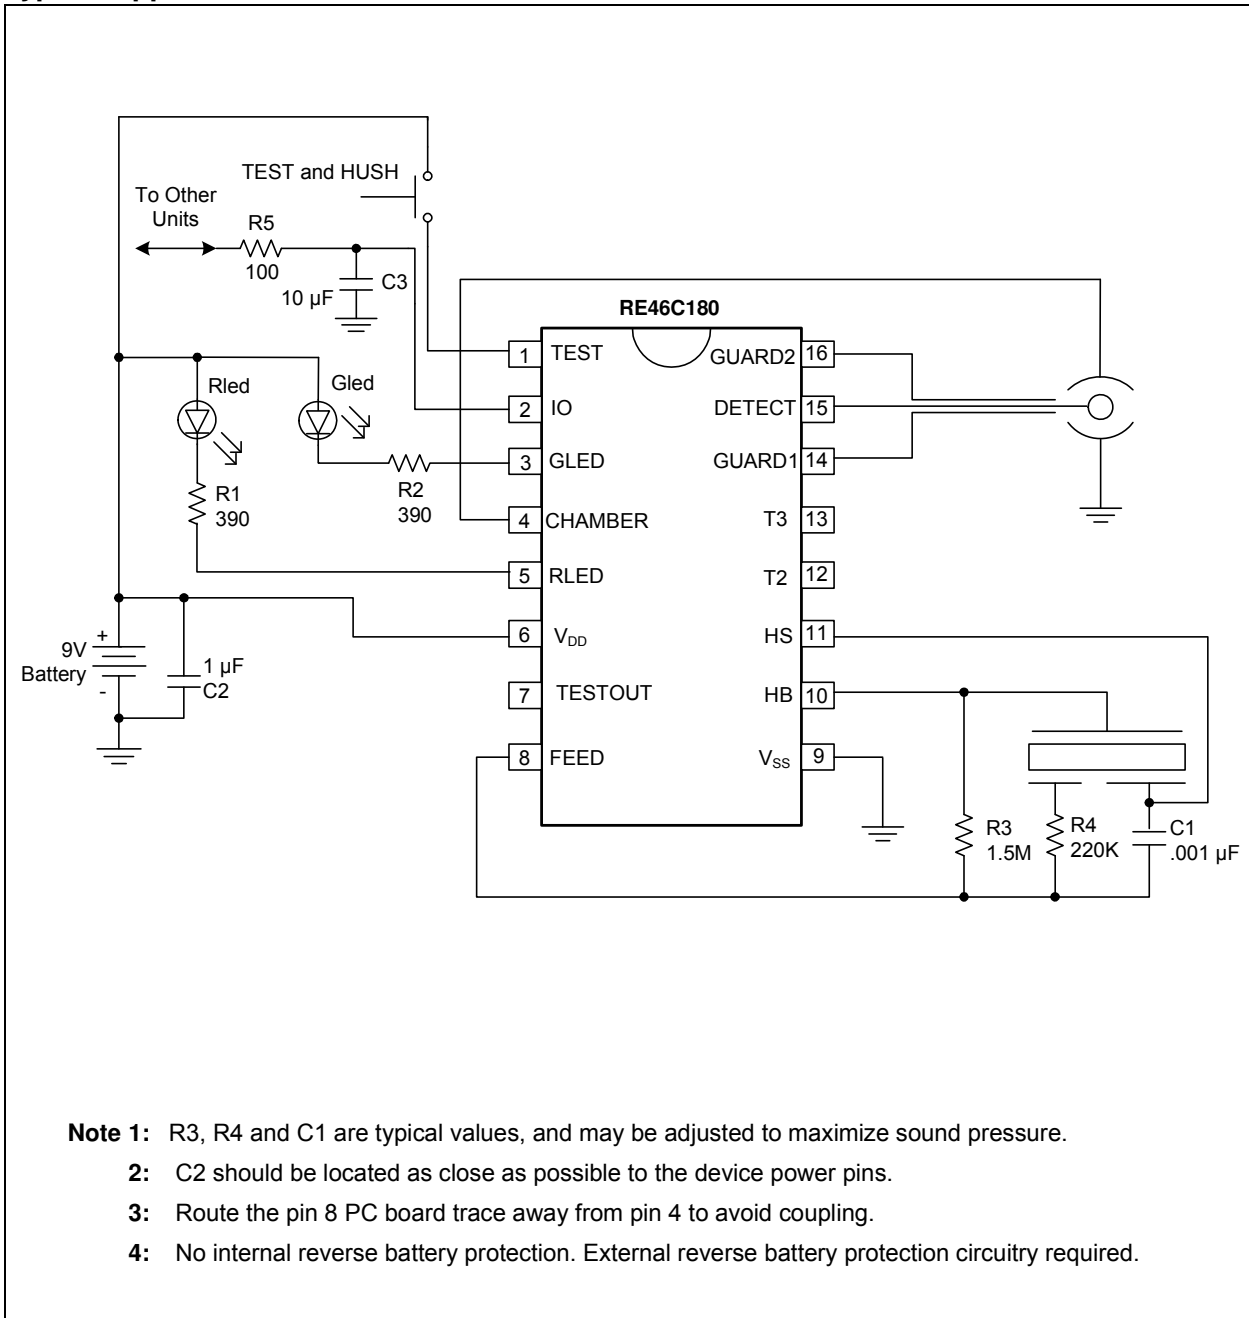 TEST and HUSH
To Other
Units
R5
100
C3
10 µF
RE46C180
1 TEST
GUARD2 16
Rled
Gled
2 IO
DETECT 15
3 GLED
GUARD1 14
R1
390
R2
390
4 CHAMBER
T3 13
5 RLED
T2 12
9V
Battery
+
-
1 µF
C2
6 VDD
HS 11
7 TESTOUT
HB 10
8 FEED
VSS 9
R3
1.5M
R4
220K
C1
.001 µF
Note 1: R3, R4 and C1 are typical values, and may be adjusted to maximize sound pressure.
2: C2 should be located as close as possible to the device power pins.
3: Route the pin 8 PC board trace away from pin 4 to avoid coupling.
4: No internal reverse battery protection. External reverse battery protection circuitry required.